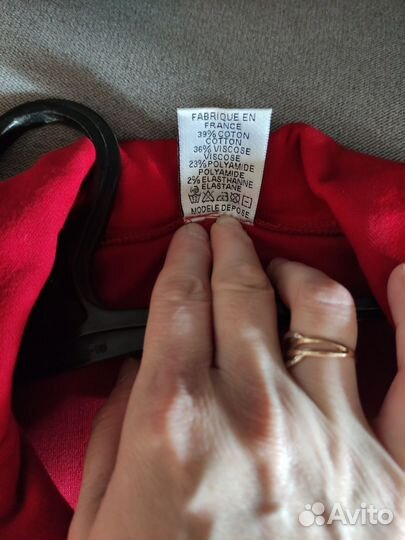 FABRIQUE EN
FRANCE
39% COTON
COTTON
36% VISCOSE
VISCOSE
23% POLYAMIDE
POLYAMIDE
2% ELASTHANNE
ELASTANE
MODELE DEPOSE
Avito